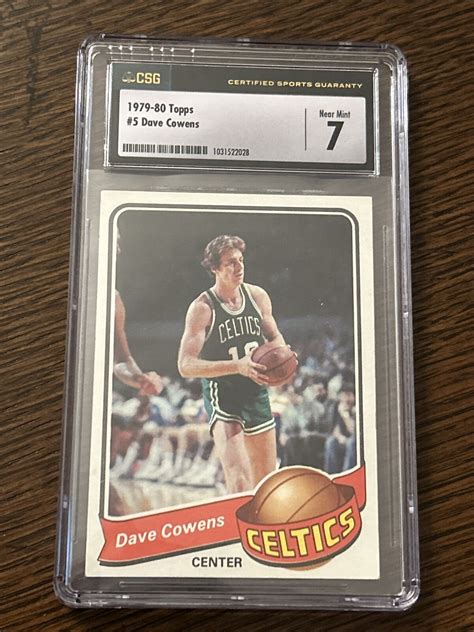 CSG
CERTIFIED SPORTS GUARANTY
1979-80 Topps
#5 Dave Cowens
1031522028
Near Mint
7
CELTICS
18
Dave Cowens
CELTICS
CENTER